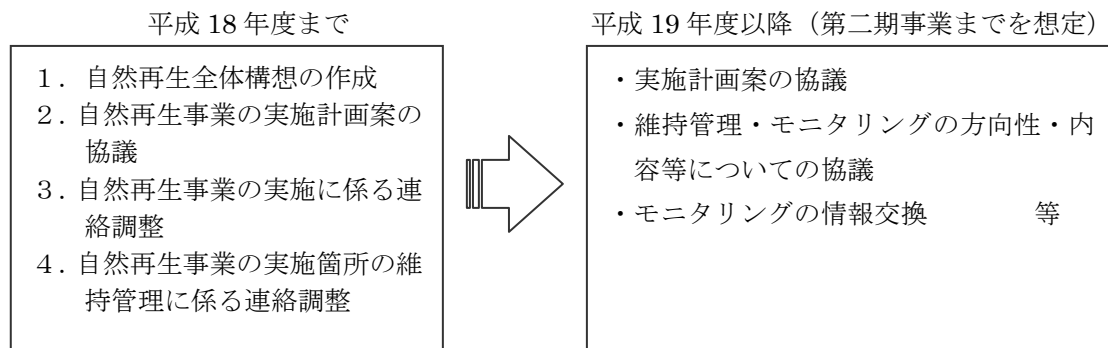 平成 18 年度まで
１．自然再生全体構想の作成
２．自然再生事業の実施計画案の
協議
３．自然再生事業の実施に係る連
絡調整
４．自然再生事業の実施箇所の維
持管理に係る連絡調整
平成 19 年度以降（第二期事業までを想定）
・実施計画案の協議
・維持管理・モニタリングの方向性・内
容等についての協議
・モニタリングの情報交換　　　　等